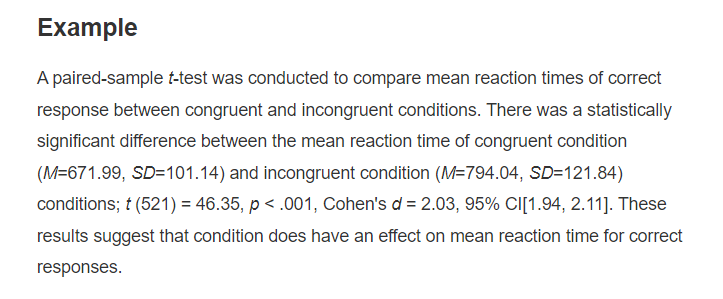 Example
A paired-sample t-test was conducted to compare mean reaction times of correct
response between congruent and incongruent conditions. There was a statistically
significant difference between the mean reaction time of congruent condition
(M=671.99, SD=101.14) and incongruent condition (M=794.04, SD=121.84)
conditions; t (521) = 46.35, p < .001, Cohen's d = 2.03, 95% CI[1.94, 2.11]. These
results suggest that condition does have an effect on mean reaction time for correct
responses.